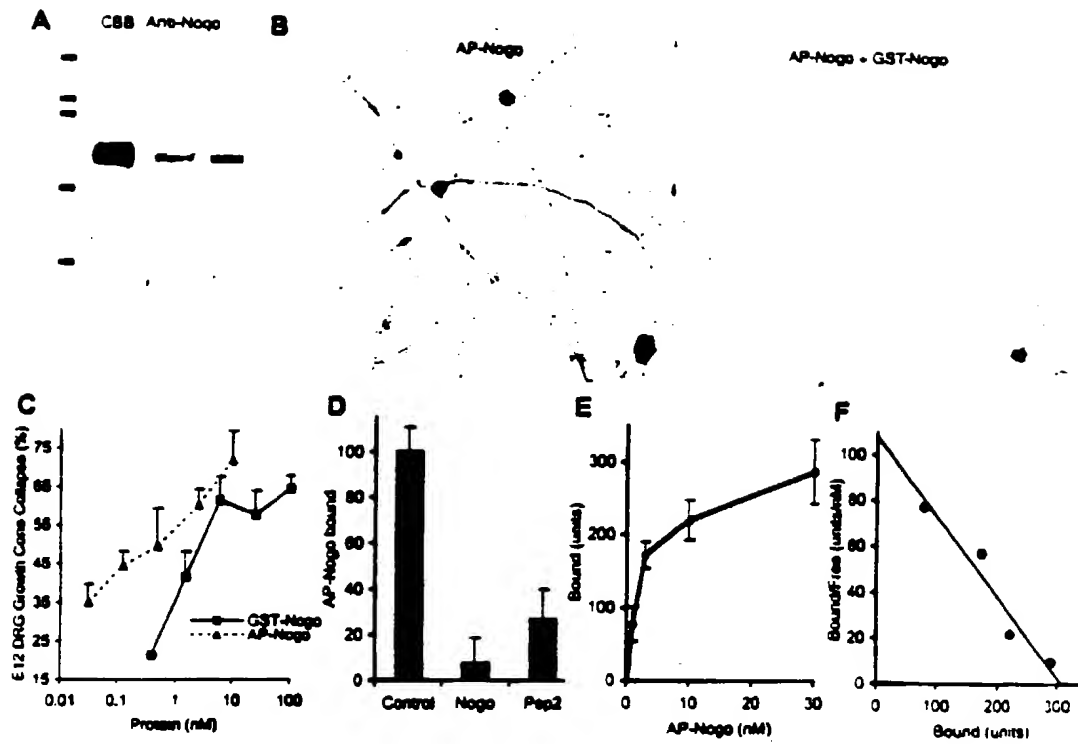 A CBB Anti-Nogo
B
AP-Nogo
AP-Nogo + GST-Nogo
C
E12 DRG Growth Cone Collapse (%)
75
65
55
45
35
25
15
GST-Nogo
AP-Nogo
0.01 0.1 1 10 100
Protein (nM)
D
AP-Nogo bound
100
80
60
40
20
0
Control Nogo Pep2
E
Bound (units)
300
200
100
0
0 10 20 30
AP-Nogo (nM)
F
Bound/Free (units/nM)
100
80
60
40
20
0
0 100 200 300
Bound (units)